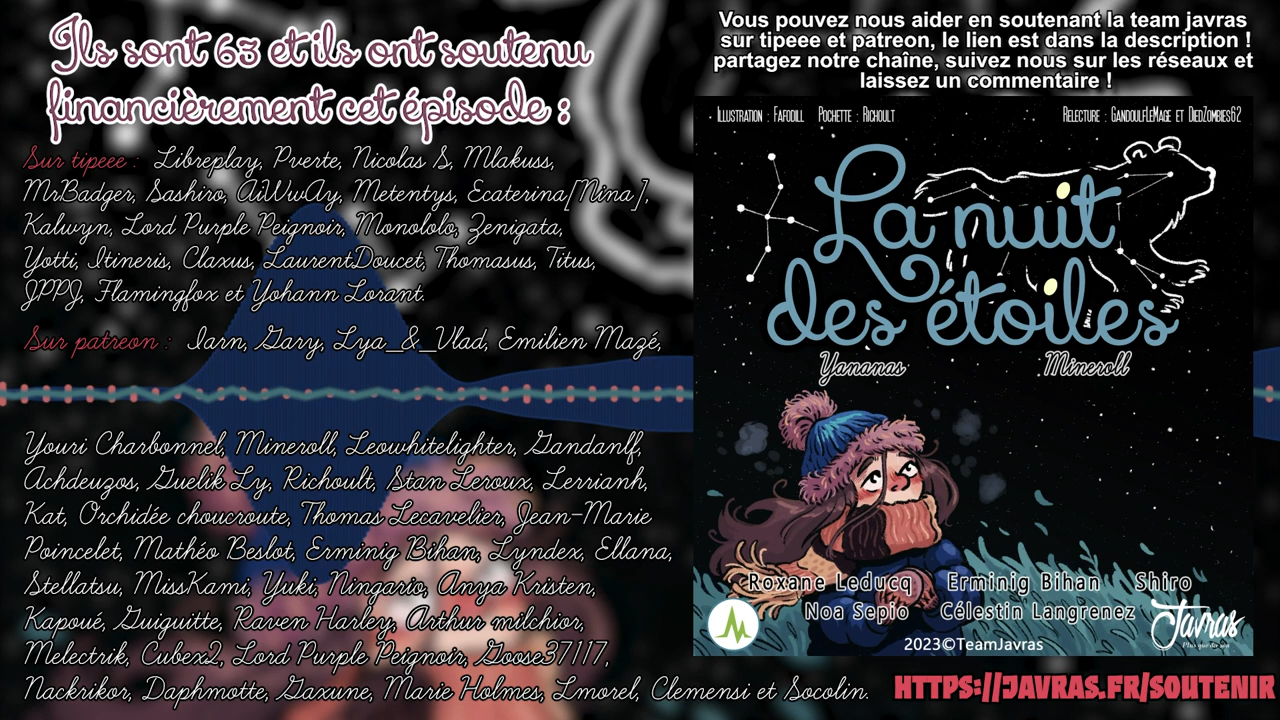 Ils sont 63 et ils ont soutenu
financièrement cet épisode :
Sur tipeee : Libreplay, Pverte, Nicolas S, Mlakuss,
MrBadger, Sashiro, AiWwAy, Metentys, Ecaterina[Nina],
Kalwyn, Lord Purple Peignoir, Monololo, Zenigata,
Yotti, Itineris, Claxus, LaurentDoucet, Thomasus, Titus,
JPPJ, Flamingfox et Yohann Lorant.
Sur patreon : Iarn, Gary, Lya_&_Vlad, Emilien Mazé,
Youri Charbonnel, Mineroll, Leowhitelighter, Gandanlf,
Achdeuzos, Guelik Ly, Richoult, Stan Leroux, Lerrianh,
Kat, Orchidée choucroute, Thomas Lecavelier, Jean-Marie
Poincelet, Mathéo Beslot, Erminig Bihan, Lyndex, Ellana,
Stellatsu, MissKami, Yuki, Ningario, Anya Kristen,
Kapoué, Guiguitte, Raven Harley, Arthur milchior,
Melectrik, Cubex2, Lord Purple Peignoir, Goose37117,
Nackrikor, Daphmotte, Gaxune, Marie Holmes, Lmorel, Clemensi et Socolin.
Vous pouvez nous aider en soutenant la team javras
sur tipeee et patreon, le lien est dans la description !
partagez notre chaîne, suivez nous sur les réseaux et
laissez un commentaire !
Illustration : Fafodill Pochette : Richoult
Relecture : GandoulfLeMage et DiedZombies62
La nuit
des étoiles
Yananas Mineroll
Roxane Leducq Erminig Bihan Shiro
Noa Sepio Célestin Langrenez
Javras
Plus que du son
2023©TeamJavras
HTTPS://JAVRAS.FR/SOUTENIR